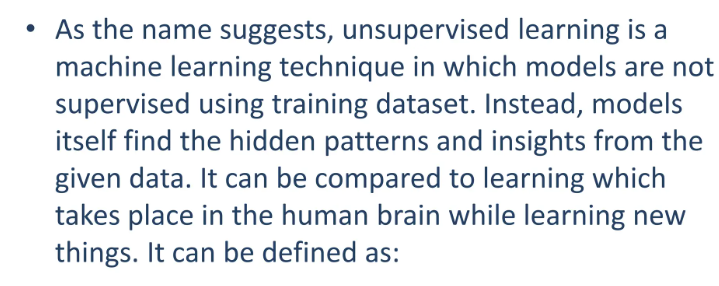 • As the name suggests, unsupervised learning is a
machine learning technique in which models are not
supervised using training dataset. Instead, models
itself find the hidden patterns and insights from the
given data. It can be compared to learning which
takes place in the human brain while learning new
things. It can be defined as: